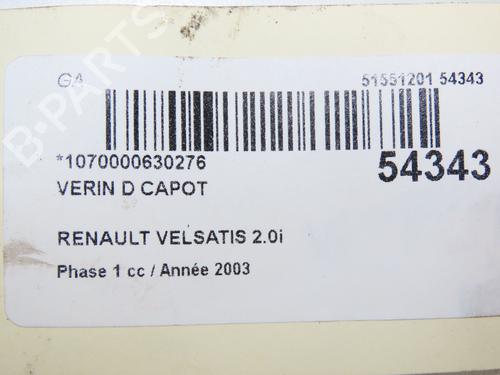 GA 51551201 54343
*1070000630276 54343
VERIN D CAPOT
RENAULT VELSATIS 2.0i
Phase 1 cc / Année 2003
B-PARTS